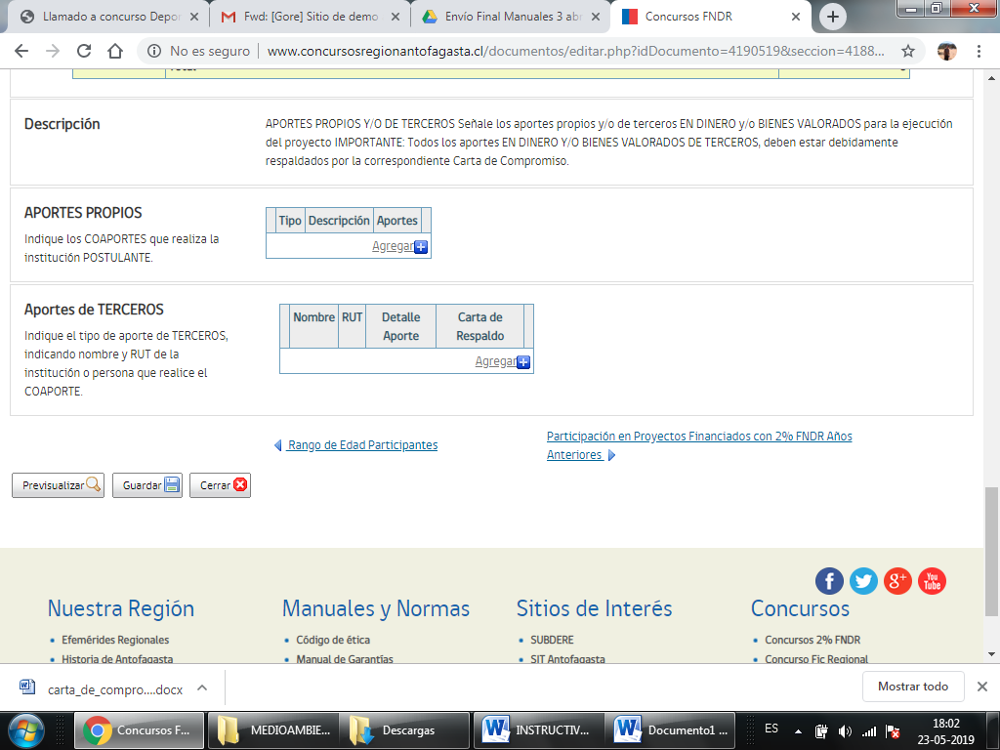 Llamado a concurso Depor
Fwd: [Gore] Sitio de demo
Envío Final Manuales 3 abr
Concursos FNDR
No es seguro
www.concursosregionantofagasta.cl/documentos/editar.php?idDocumento=4190519&seccion=4188...
Descripción
APORTES PROPIOS Y/O DE TERCEROS Señale los aportes propios y/o de terceros EN DINERO y/o BIENES VALORADOS para la ejecución
del proyecto IMPORTANTE: Todos los aportes EN DINERO Y/O BIENES VALORADOS DE TERCEROS, deben estar debidamente
respaldados por la correspondiente Carta de Compromiso.
APORTES PROPIOS
Indique los COAPORTES que realiza la
institución POSTULANTE.
Tipo Descripción Aportes
Agregar
Aportes de TERCEROS
Indique el tipo de aporte de TERCEROS,
indicando nombre y RUT de la
institución o persona que realice el
COAPORTE.
Nombre RUT Detalle Carta de
Aporte Respaldo
Agregar
Rango de Edad Participantes
Participación en Proyectos Financiados con 2% FNDR Años
Anteriores
Previsualizar Guardar Cerrar
You
Tube
Nuestra Región
Efemérides Regionales
Historia de Antofagasta
Manuales y Normas
Código de ética
Manual de Garantías
Sitios de Interés
SUBDERE
SIT Antofagasta
Concursos
Concursos 2% FNDR
Concurso Fic Regional
carta_de_compro....docx
Mostrar todo
Concursos F...
MEDIOAMBIE...
Descargas
INSTRUCTIV...
Documento1 ...
ES
18:02
23-05-2019